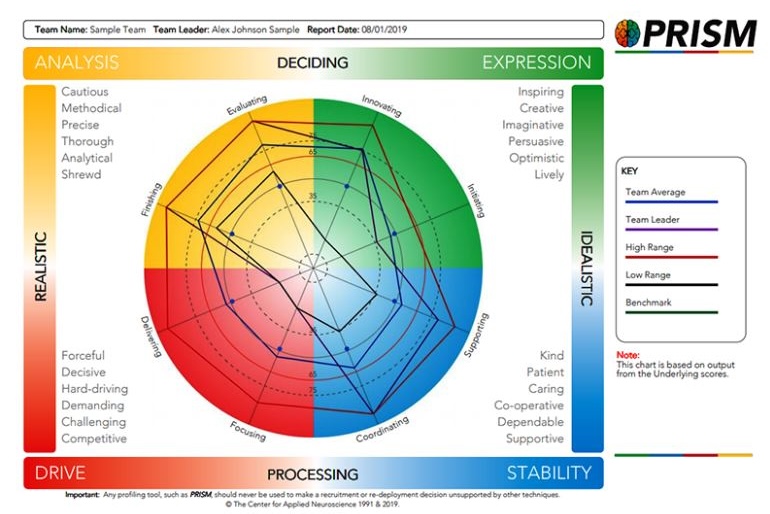 Team Name: Sample Team Team Leader: Alex Johnson Sample Report Date: 08/01/2019
PRISM
ANALYSIS
DECIDING
EXPRESSION
Cautious
Methodical
Precise
Thorough
Analytical
Shrewd
Inspiring
Creative
Imaginative
Persuasive
Optimistic
Lively
Evaluating
Innovating
Initiating
Supporting
Coordinating
Focusing
Delivering
Finishing
75
65
35
35
65
75
REALISTIC
IDEALISTIC
KEY
Team Average
Team Leader
High Range
Low Range
Benchmark
Note:
This chart is based on output
from the Underlying scores.
Forceful
Decisive
Hard-driving
Demanding
Challenging
Competitive
Kind
Patient
Caring
Co-operative
Dependable
Supportive
DRIVE
PROCESSING
STABILITY
Important: Any profiling tool, such as PRISM, should never be used to make a recruitment or re-deployment decision unsupported by other techniques.
© The Center for Applied Neuroscience 1991 & 2019.